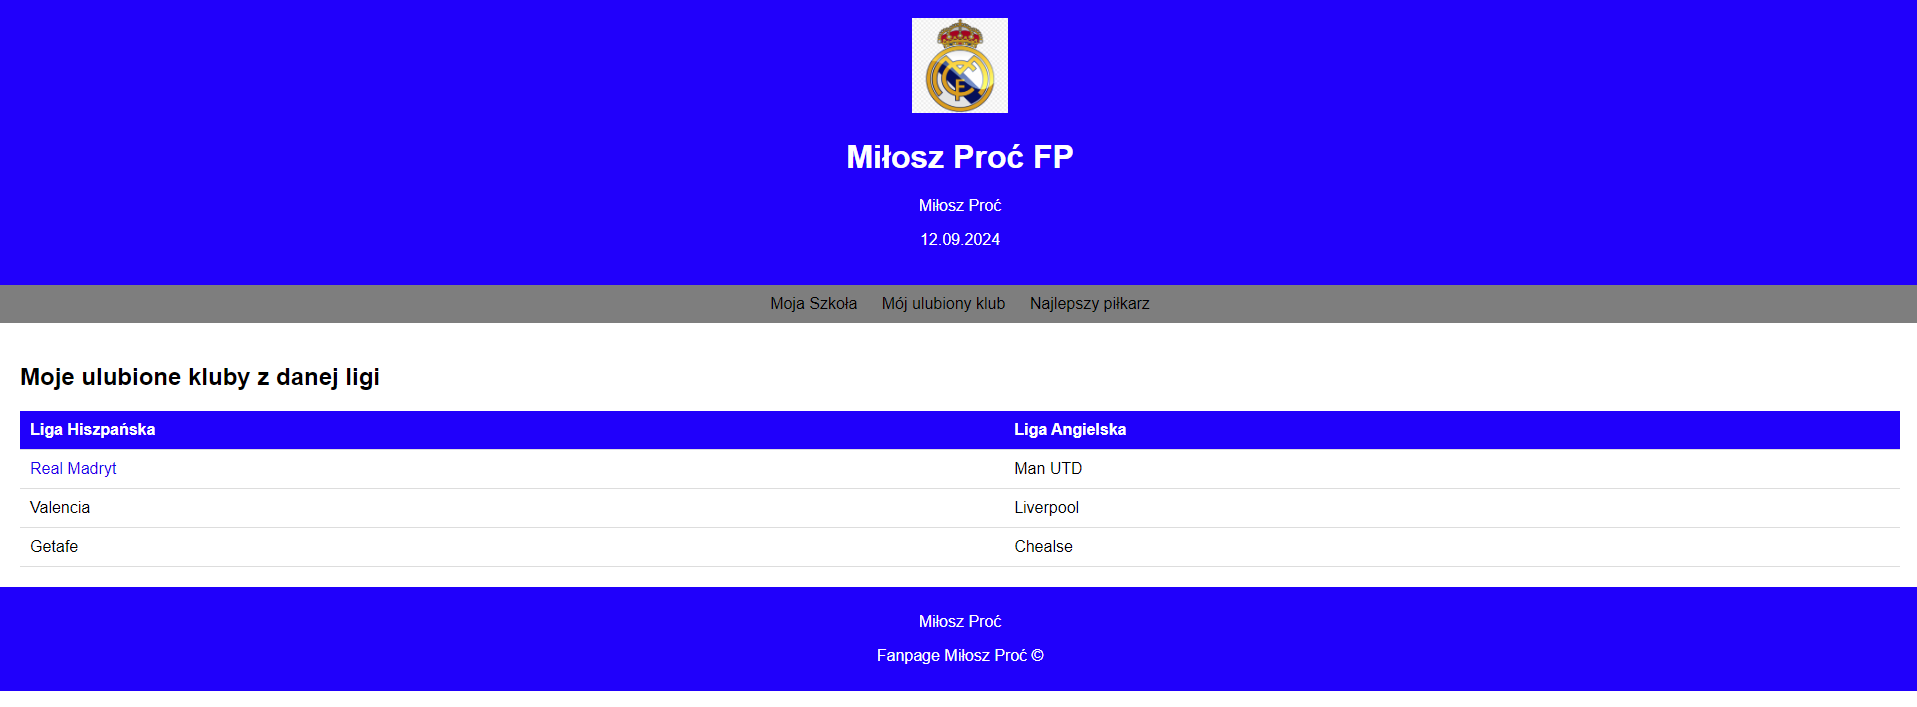 Miłosz Proć FP
Miłosz Proć
12.09.2024
Moja Szkoła Mój ulubiony klub Najlepszy piłkarz
Moje ulubione kluby z danej ligi
Liga Hiszpańska Liga Angielska
Real Madryt Man UTD
Valencia Liverpool
Getafe Chealse
Miłosz Proć
Fanpage Miłosz Proć ©